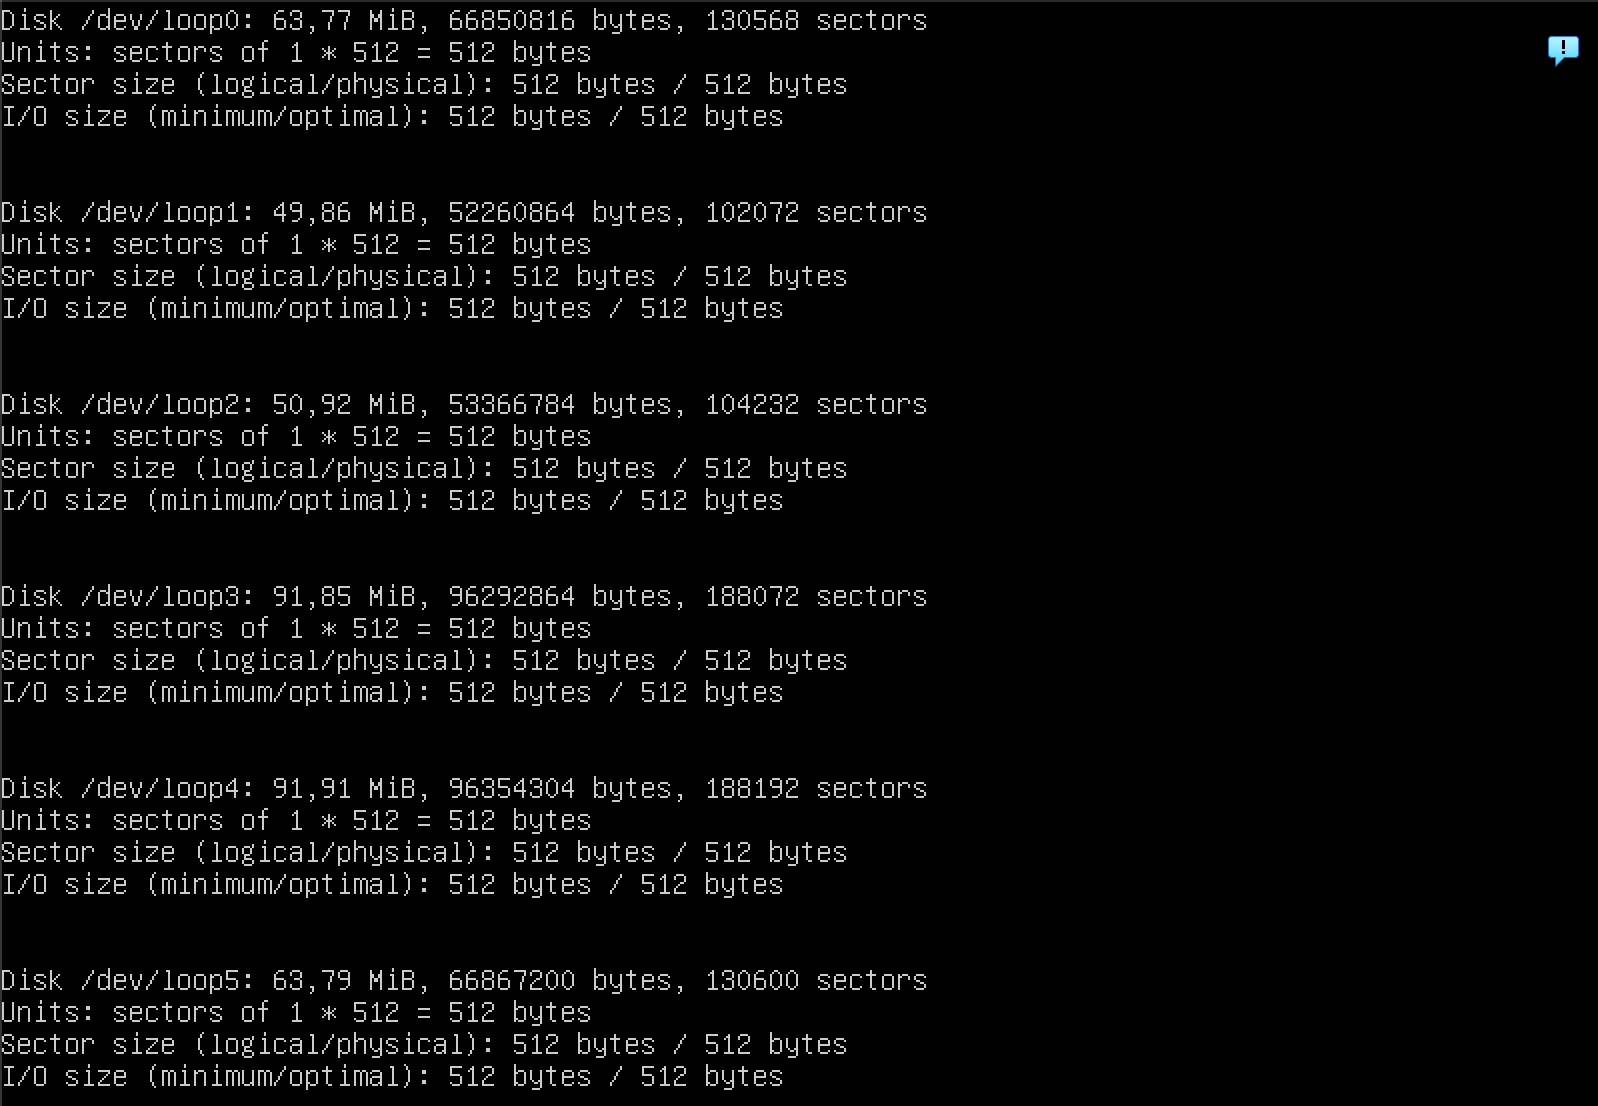 Disk /dev/loop0: 63,77 MiB, 66850816 bytes, 130568 sectors
Units: sectors of 1 * 512 = 512 bytes
Sector size (logical/physical): 512 bytes / 512 bytes
I/O size (minimum/optimal): 512 bytes / 512 bytes
Disk /dev/loop1: 49,86 MiB, 52260864 bytes, 102072 sectors
Units: sectors of 1 * 512 = 512 bytes
Sector size (logical/physical): 512 bytes / 512 bytes
I/O size (minimum/optimal): 512 bytes / 512 bytes
Disk /dev/loop2: 50,92 MiB, 53366784 bytes, 104232 sectors
Units: sectors of 1 * 512 = 512 bytes
Sector size (logical/physical): 512 bytes / 512 bytes
I/O size (minimum/optimal): 512 bytes / 512 bytes
Disk /dev/loop3: 91,85 MiB, 96292864 bytes, 188072 sectors
Units: sectors of 1 * 512 = 512 bytes
Sector size (logical/physical): 512 bytes / 512 bytes
I/O size (minimum/optimal): 512 bytes / 512 bytes
Disk /dev/loop4: 91,91 MiB, 96354304 bytes, 188192 sectors
Units: sectors of 1 * 512 = 512 bytes
Sector size (logical/physical): 512 bytes / 512 bytes
I/O size (minimum/optimal): 512 bytes / 512 bytes
Disk /dev/loop5: 63,79 MiB, 66867200 bytes, 130600 sectors
Units: sectors of 1 * 512 = 512 bytes
Sector size (logical/physical): 512 bytes / 512 bytes
I/O size (minimum/optimal): 512 bytes / 512 bytes